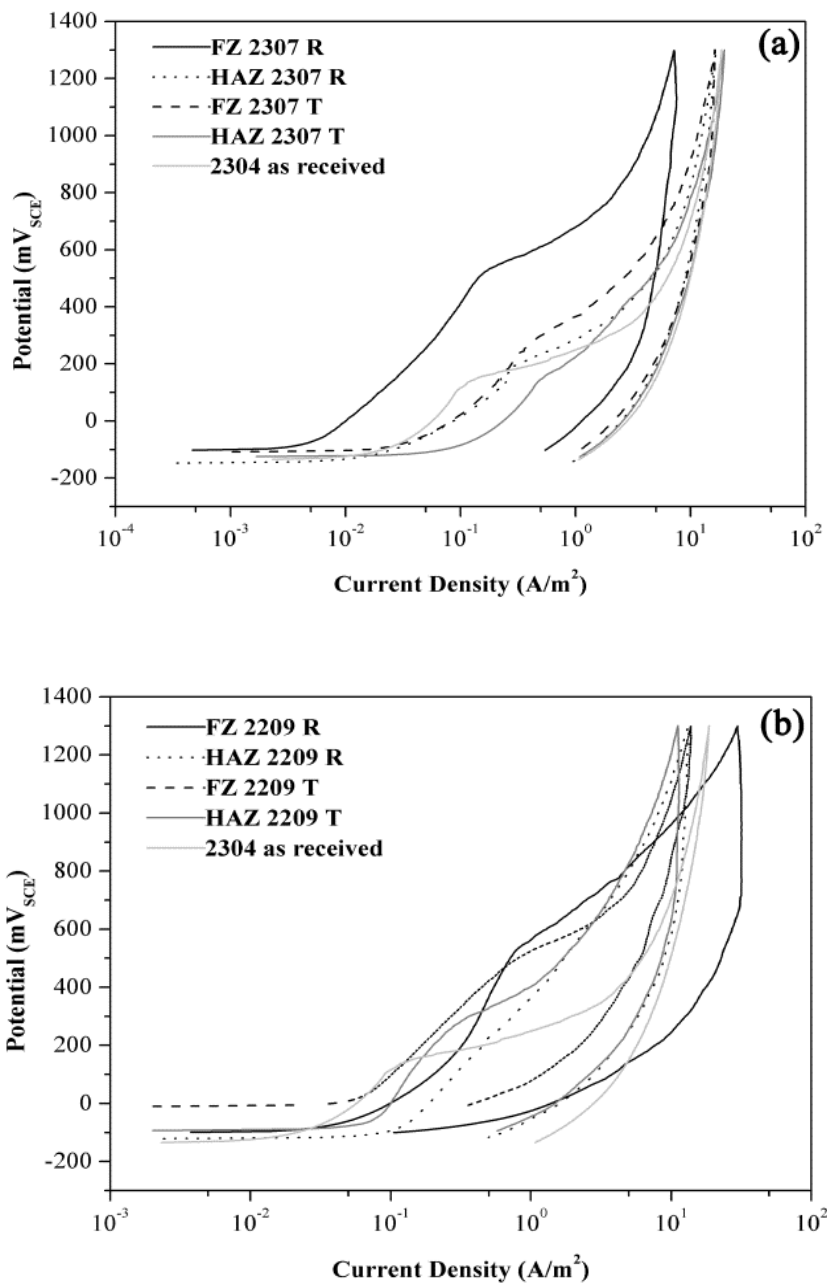 (a)
FZ 2307 R
HAZ 2307 R
FZ 2307 T
HAZ 2307 T
2304 as received
1400
1200
1000
800
600
400
200
0
-200
Potential (mV_SCE)
10^-4
10^-3
10^-2
10^-1
10^0
10^1
10^2
Current Density (A/m^2)
(b)
FZ 2209 R
HAZ 2209 R
FZ 2209 T
HAZ 2209 T
2304 as received
1400
1200
1000
800
600
400
200
0
-200
Potential (mV_SCE)
10^-3
10^-2
10^-1
10^0
10^1
10^2
Current Density (A/m^2)